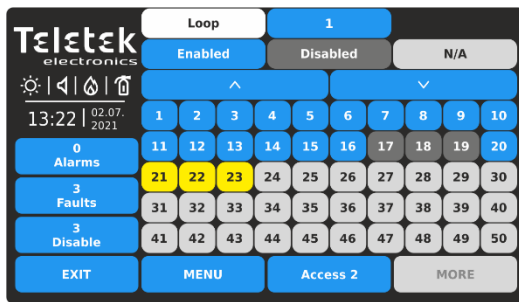 Teletek
electronics
13:22 02.07.
2021
0
Alarms
3
Faults
3
Disable
EXIT
Loop 1
Enabled Disabled N/A
1 2 3 4 5 6 7 8 9 10
11 12 13 14 15 16 17 18 19 20
21 22 23 24 25 26 27 28 29 30
31 32 33 34 35 36 37 38 39 40
41 42 43 44 45 46 47 48 49 50
MENU Access 2 MORE